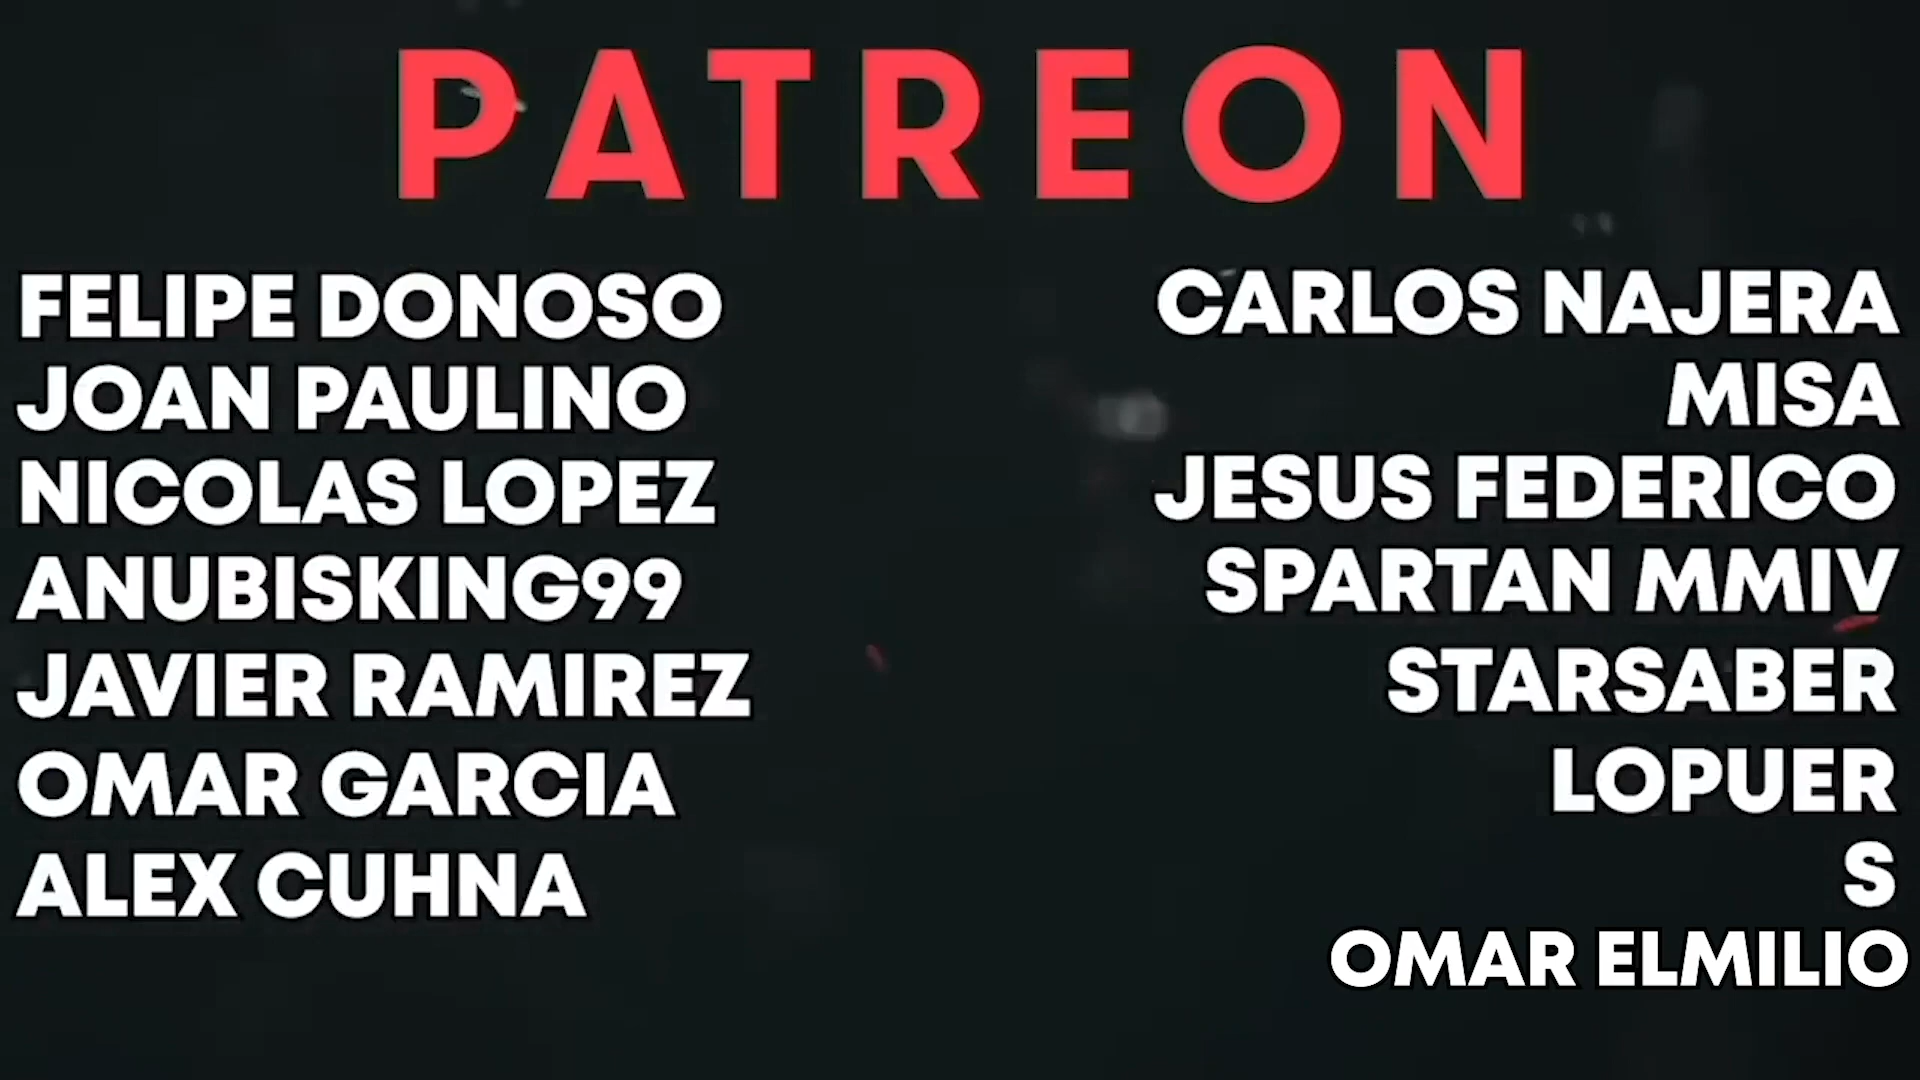 PATREON
FELIPE DONOSO
JOAN PAULINO
NICOLAS LOPEZ
ANUBISKING99
JAVIER RAMIREZ
OMAR GARCIA
ALEX CUHNA
CARLOS NAJERA
MISA
JESUS FEDERICO
SPARTAN MMIV
STARSABER
LOPUER
S
OMAR ELMILIO